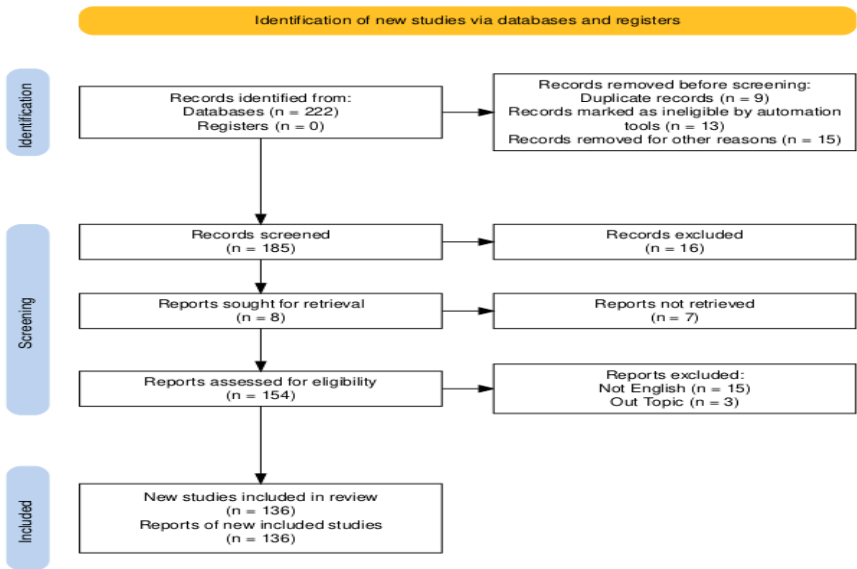 Identification of new studies via databases and registers
Identification
Records identified from:
Databases (n = 222)
Registers (n = 0)
Records removed before screening:
Duplicate records (n = 9)
Records marked as ineligible by automation
tools (n = 13)
Records removed for other reasons (n = 15)
Screening
Records screened
(n = 185)
Records excluded
(n = 16)
Reports sought for retrieval
(n = 8)
Reports not retrieved
(n = 7)
Reports assessed for eligibility
(n = 154)
Reports excluded:
Not English (n = 15)
Out Topic (n = 3)
Included
New studies included in review
(n = 136)
Reports of new included studies
(n = 136)